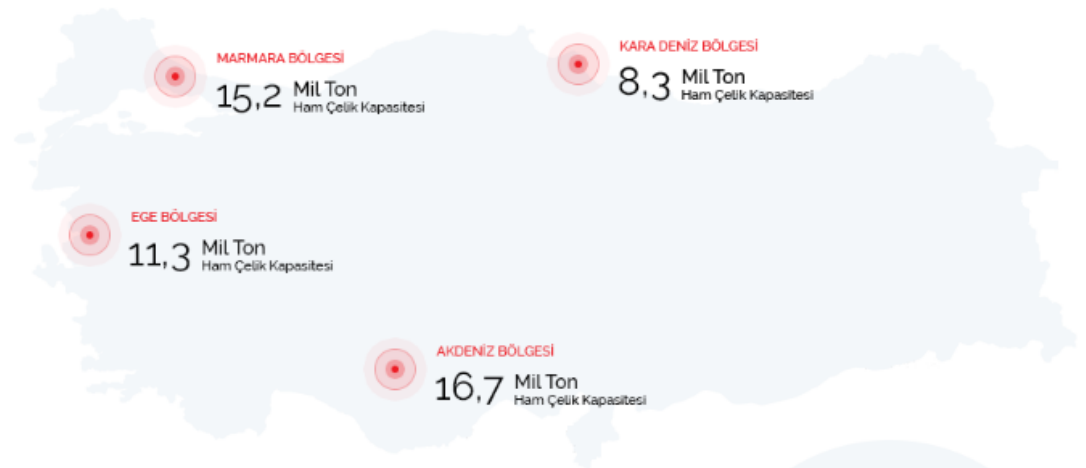 MARMARA BÖLGESİ
15,2 Mil Ton
Ham Çelik Kapasitesi
KARA DENİZ BÖLGESİ
8,3 Mil Ton
Ham Çelik Kapasitesi
EGE BÖLGESİ
11,3 Mil Ton
Ham Çelik Kapasitesi
AKDENİZ BÖLGESİ
16,7 Mil Ton
Ham Çelik Kapasitesi